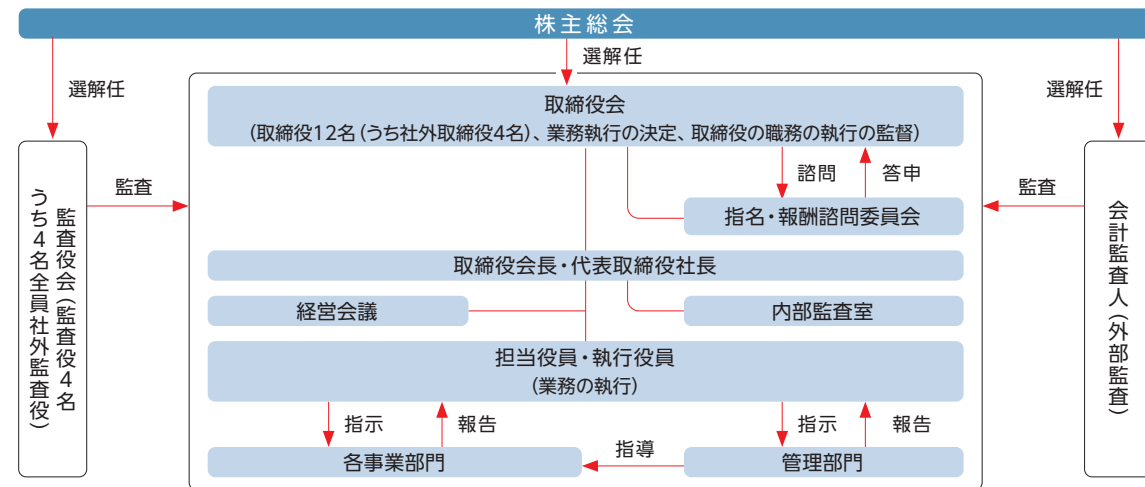 株主総会
選解任
選解任
選解任
取締役会
(取締役12名(うち社外取締役4名)、業務執行の決定、取締役の職務の執行の監督)
諮問
答申
監査
監査
指名・報酬諮問委員会
監査役会(監査役4名
うち4名全員社外監査役)
会計監査人(外部監査)
取締役会長・代表取締役社長
経営会議
内部監査室
担当役員・執行役員
(業務の執行)
指示
報告
指示
報告
各事業部門
指導
管理部門